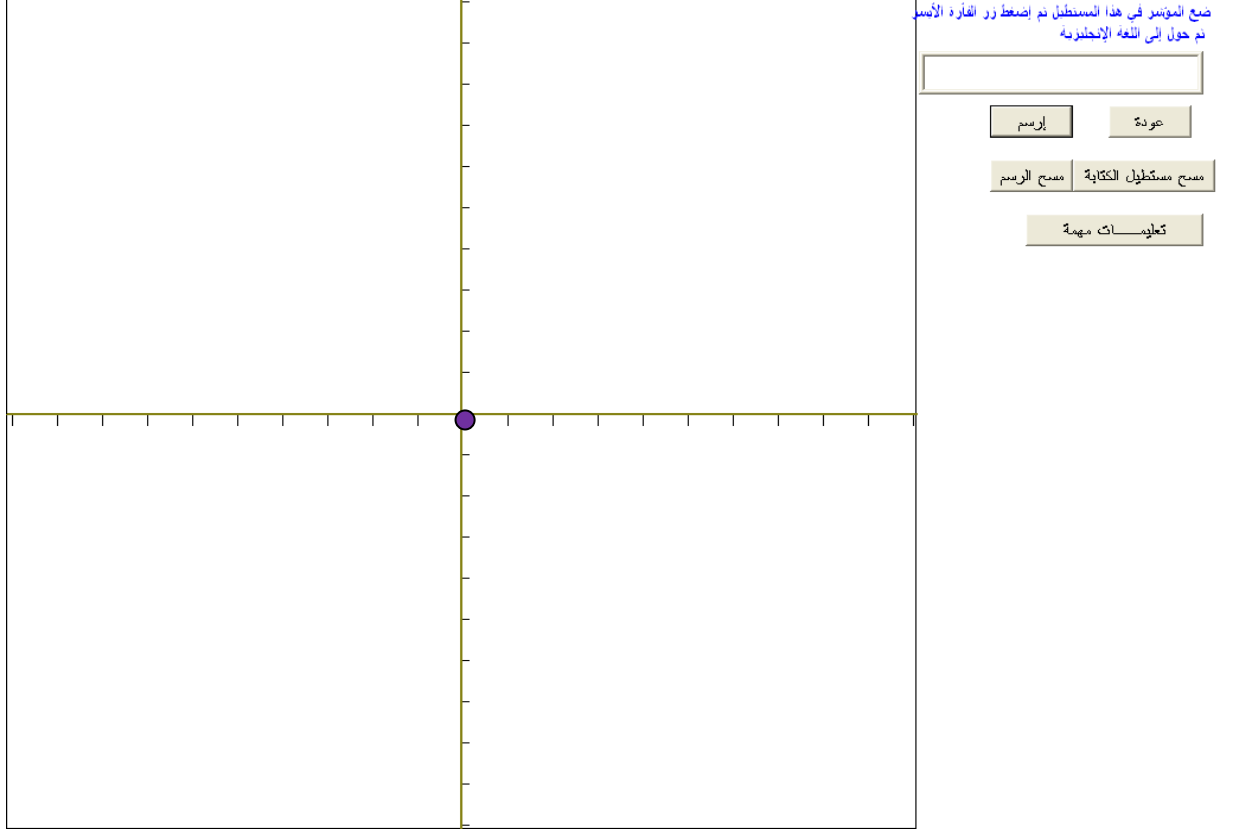 ضع المؤشر في هذا المستطيل ثم إضغط زر الفأرة الأيسر
ثم حول إلى اللغة الإنجليزية
عودة
إرسم
مسح مستطيل الكتابة
مسح الرسم
تعليمـــــات مهمة